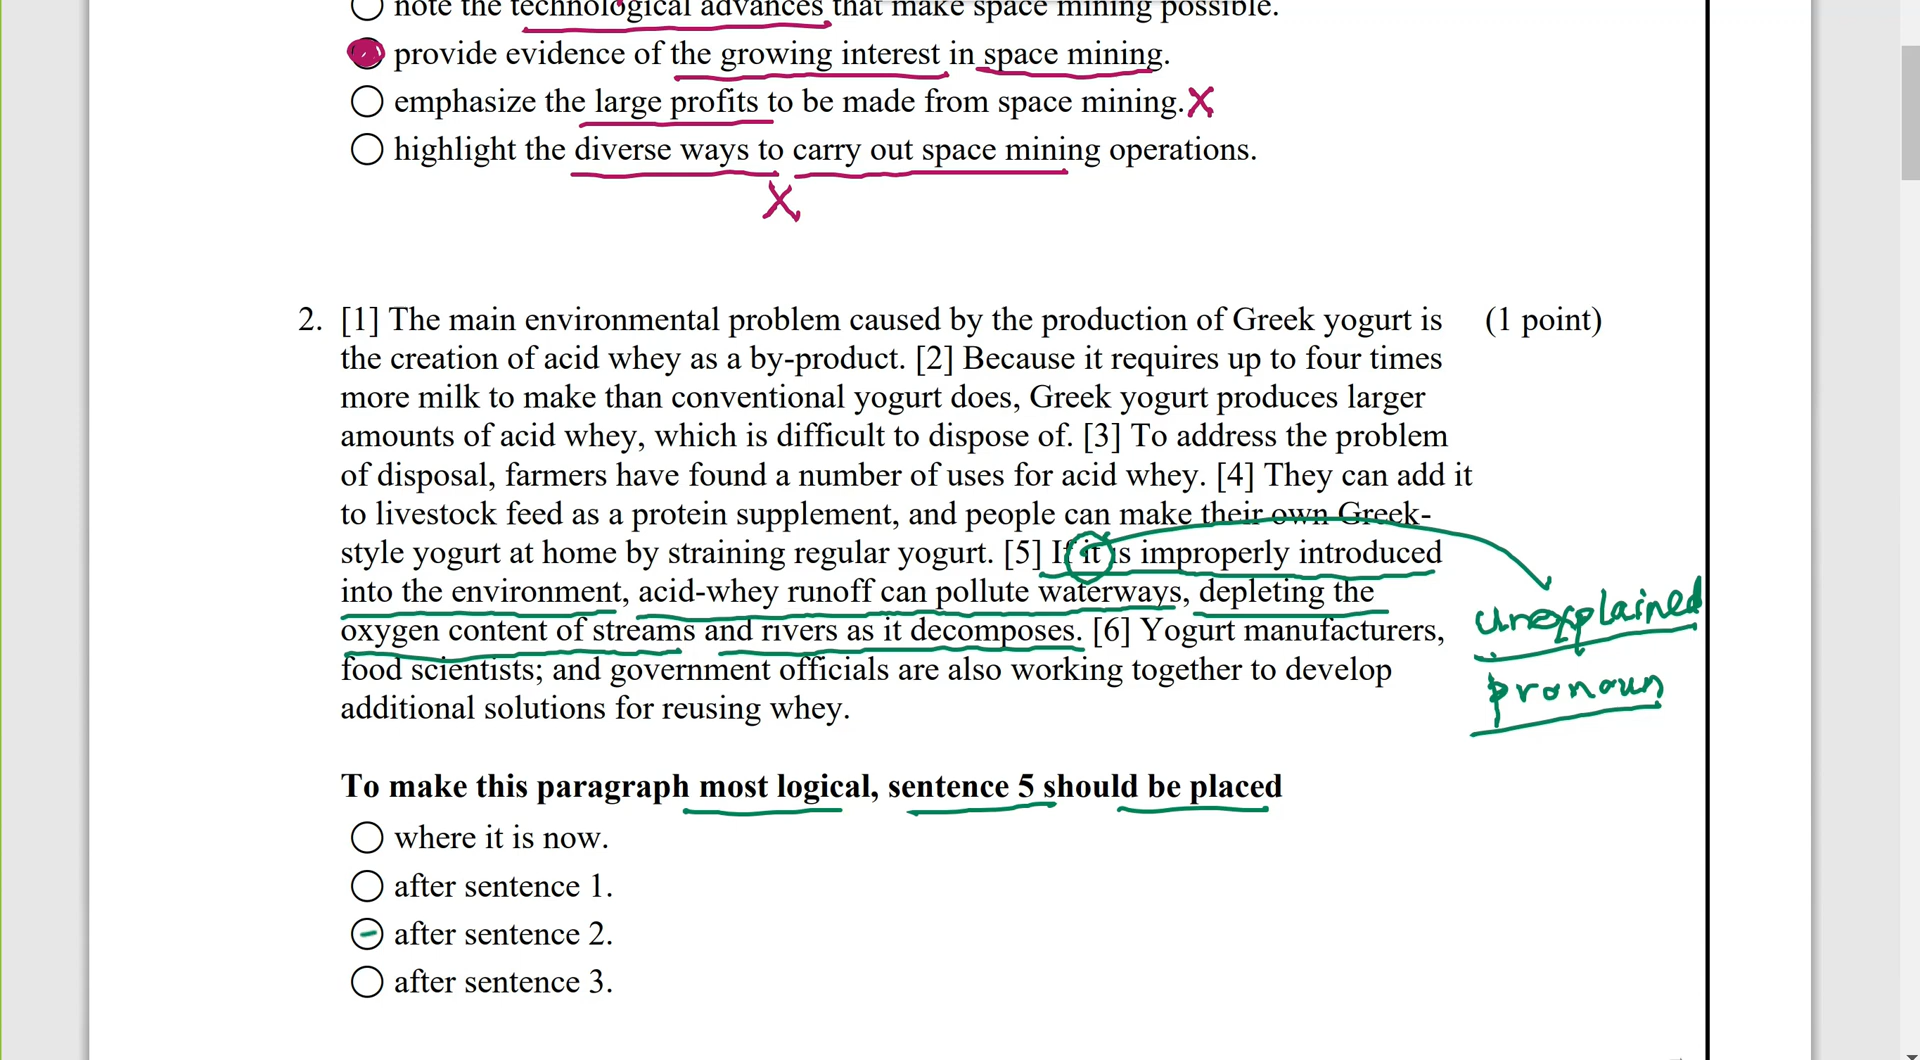 note the technological advances that make space mining possible.
provide evidence of the growing interest in space mining.
emphasize the large profits to be made from space mining. X
highlight the diverse ways to carry out space mining operations.
X
2. [1] The main environmental problem caused by the production of Greek yogurt is (1 point)
the creation of acid whey as a by-product. [2] Because it requires up to four times
more milk to make than conventional yogurt does, Greek yogurt produces larger
amounts of acid whey, which is difficult to dispose of. [3] To address the problem
of disposal, farmers have found a number of uses for acid whey. [4] They can add it
to livestock feed as a protein supplement, and people can make their own Greek-
style yogurt at home by straining regular yogurt. [5] If it is improperly introduced
into the environment, acid-whey runoff can pollute waterways, depleting the
oxygen content of streams and rivers as it decomposes. [6] Yogurt manufacturers,
food scientists; and government officials are also working together to develop
additional solutions for reusing whey.
unexplained
pronoun
To make this paragraph most logical, sentence 5 should be placed
where it is now.
after sentence 1.
after sentence 2.
after sentence 3.